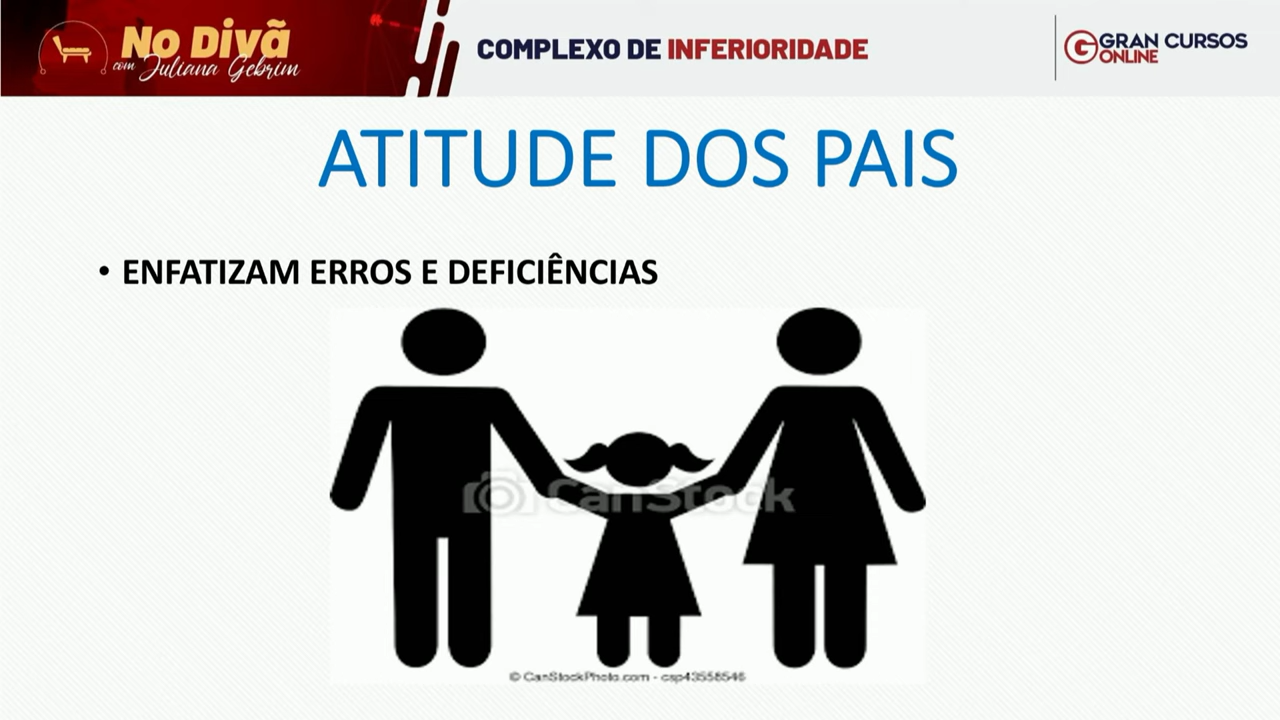 No Divã
com Juliana Gebrim
COMPLEXO DE INFERIORIDADE
GRAN CURSOS
ONLINE
ATITUDE DOS PAIS
• ENFATIZAM ERROS E DEFICIÊNCIAS
CanStock
© CanStockPhoto.com - csp43558546